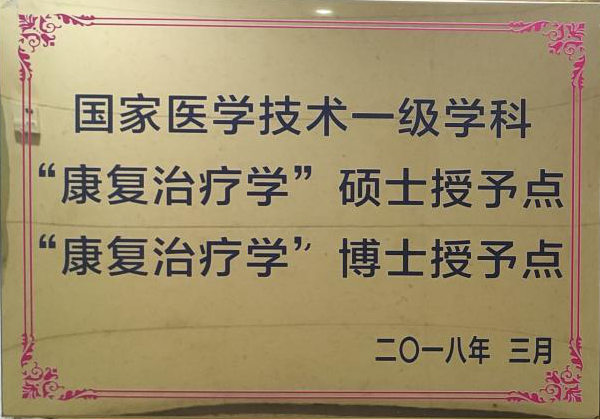 国家医学技术一级学科
“康复治疗学”硕士授予点
“康复治疗学”博士授予点
二〇一八年 三月